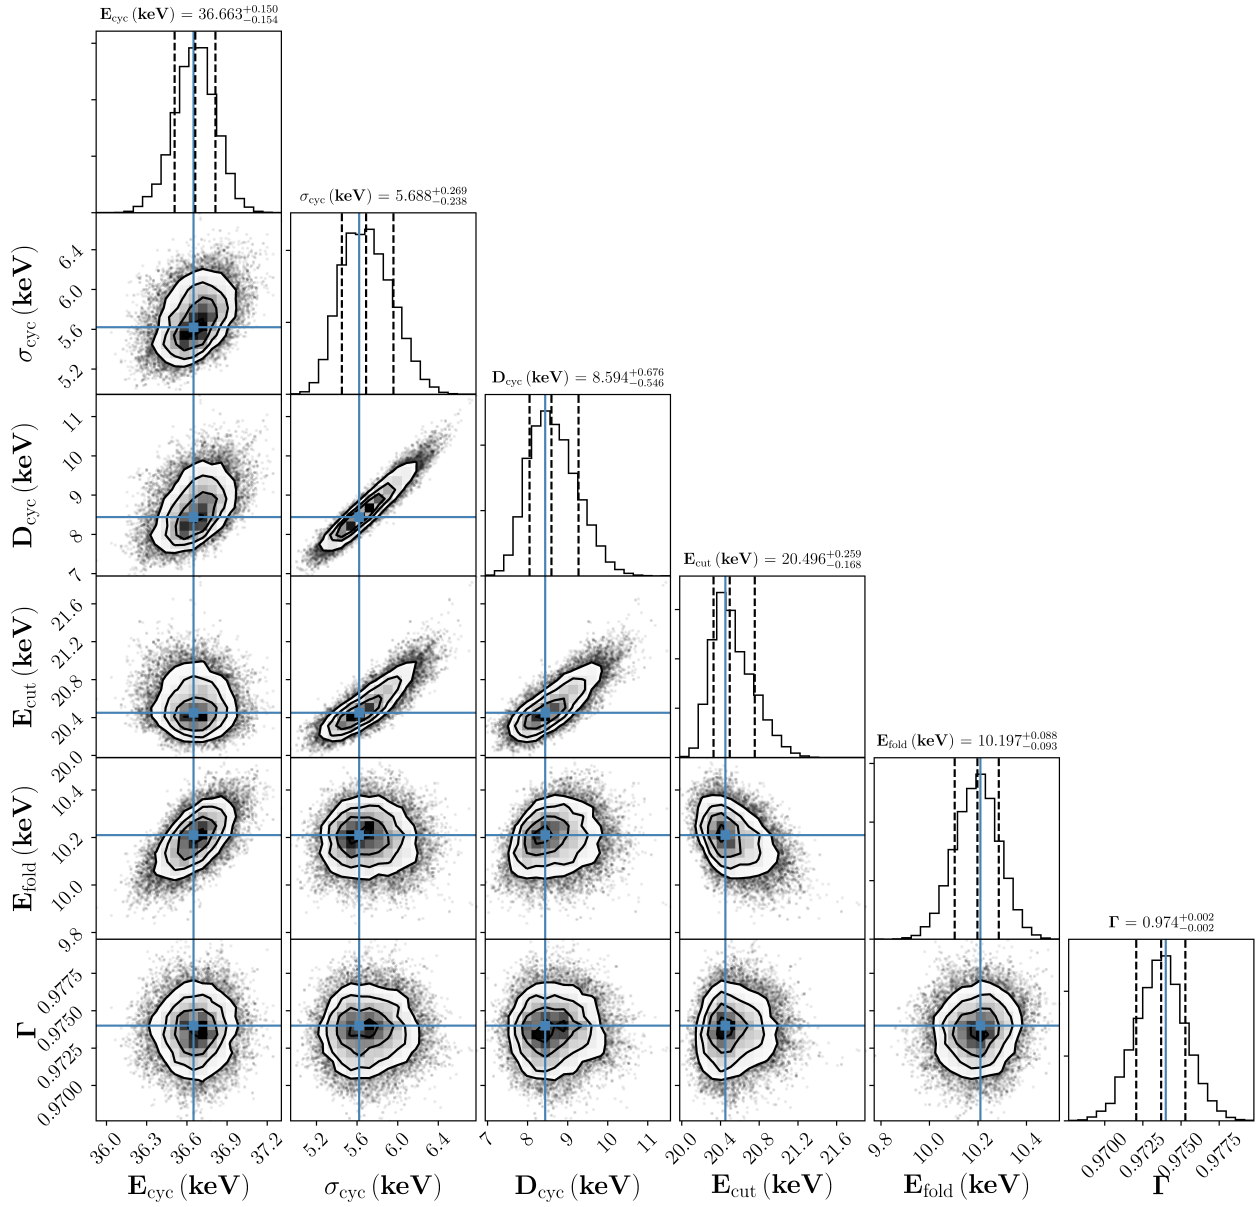 E_cyc (keV) = 36.663 +0.150 −0.154
σ_cyc (keV) = 5.688 +0.269 −0.238
D_cyc (keV) = 8.594 +0.676 −0.546
E_cut (keV) = 20.496 +0.259 −0.168
E_fold (keV) = 10.197 +0.088 −0.093
Γ = 0.974 +0.002 −0.002
σ_cyc (keV)
6.4
6.0
5.6
5.2
D_cyc (keV)
11
10
9
8
7
E_cut (keV)
21.6
21.2
20.8
20.4
20.0
E_fold (keV)
10.4
10.2
10.0
9.8
Γ
0.9775
0.9750
0.9725
0.9700
36.0 36.3 36.6 36.9 37.2
5.2 5.6 6.0 6.4
7 8 9 10 11
20.0 20.4 20.8 21.2 21.6
9.8 10.0 10.2 10.4
0.9700 0.9725 0.9750 0.9775
E_cyc (keV)
σ_cyc (keV)
D_cyc (keV)
E_cut (keV)
E_fold (keV)
Γ